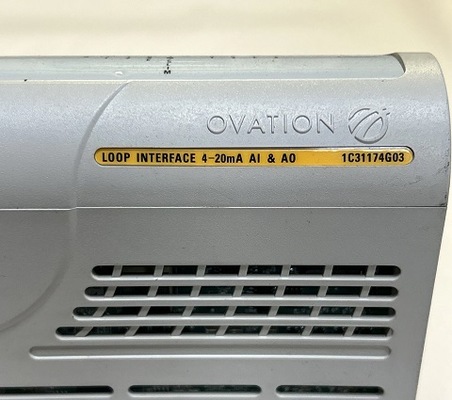 OVATION
LOOP INTERFACE 4-20mA AI & AO 1C31174G03